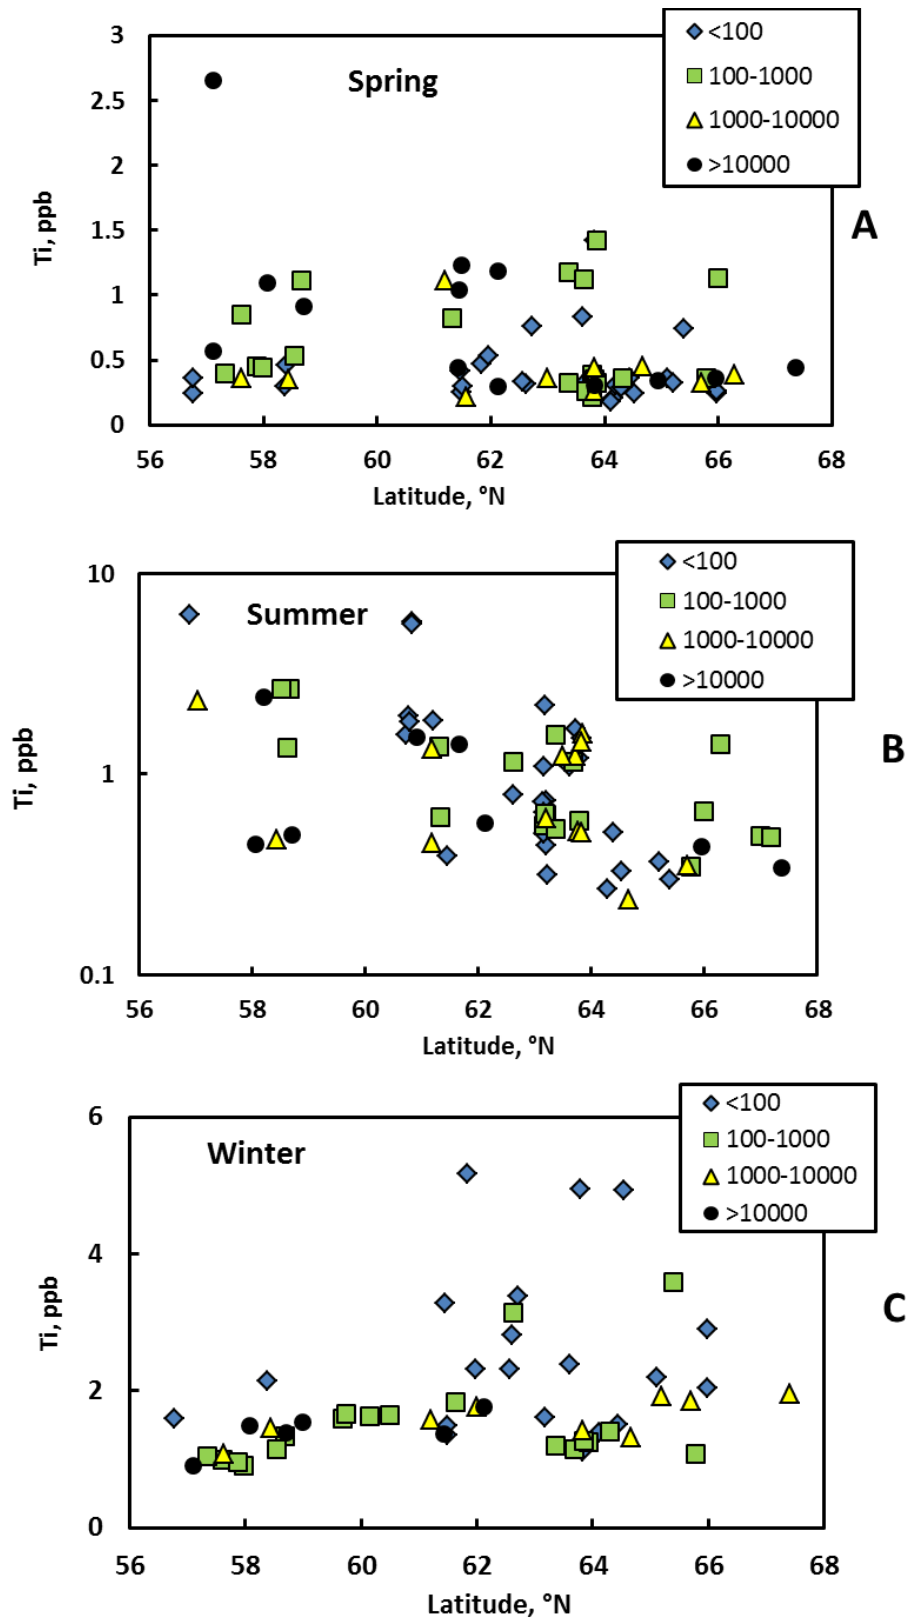 Spring
<100
100-1000
1000-10000
>10000
A
3
2.5
2
1.5
1
0.5
0
Ti, ppb
56 58 60 62 64 66 68
Latitude, °N
Summer
<100
100-1000
1000-10000
>10000
B
10
1
0.1
Ti, ppb
56 58 60 62 64 66 68
Latitude, °N
Winter
<100
100-1000
1000-10000
>10000
C
6
4
2
0
Ti, ppb
56 58 60 62 64 66 68
Latitude, °N